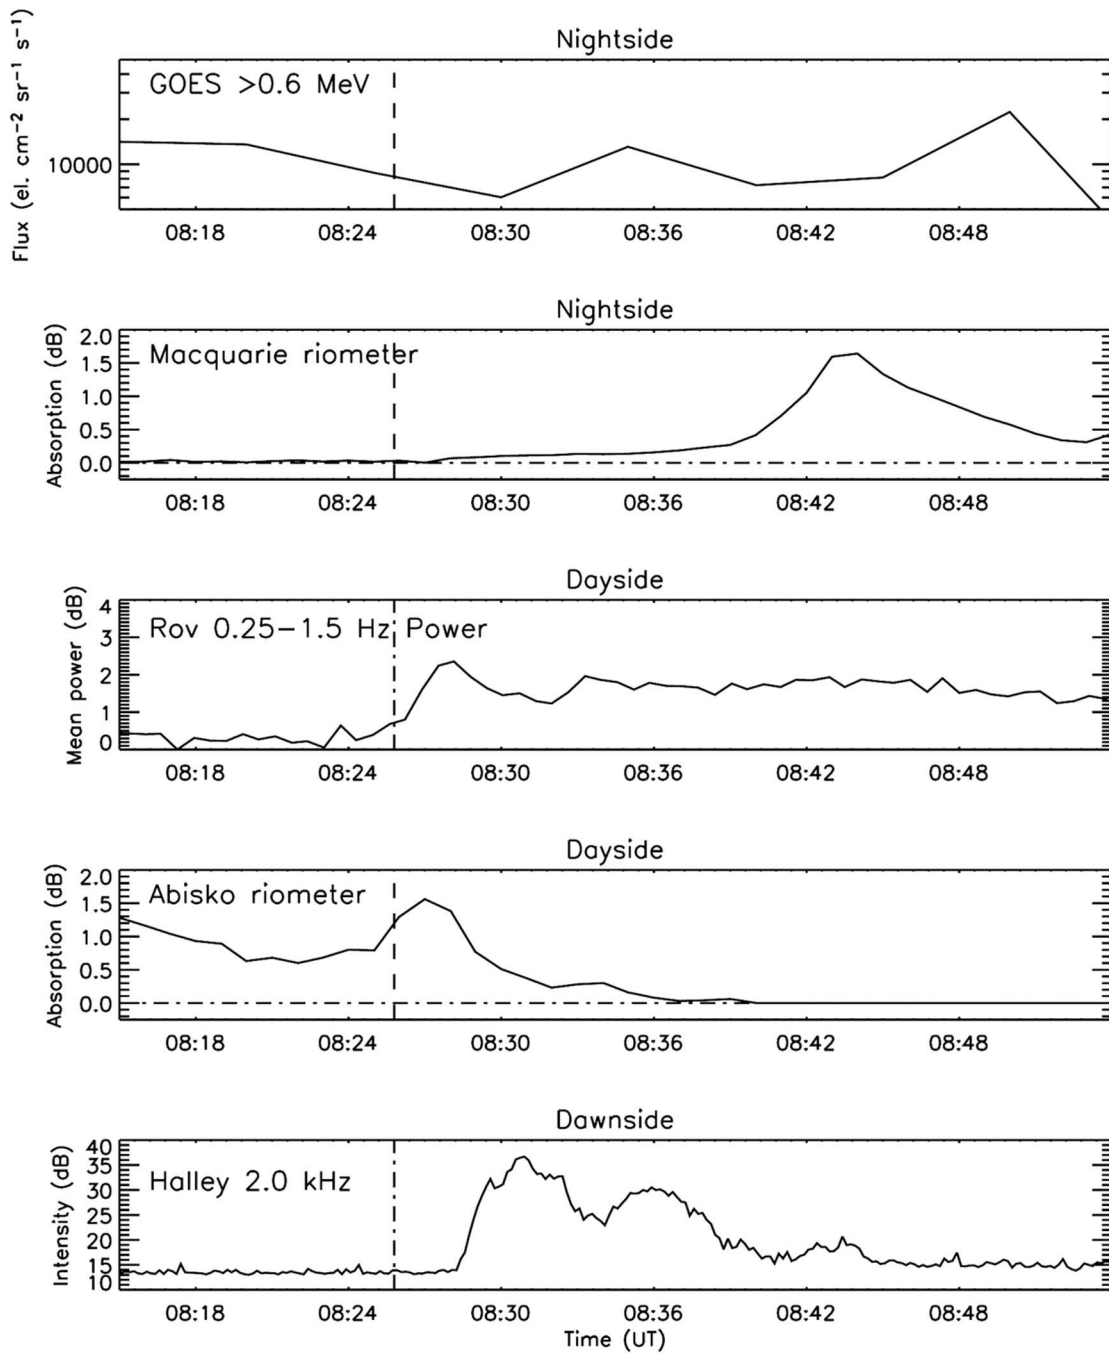 Nightside
GOES >0.6 MeV
Flux (el. cm⁻² sr⁻¹ s⁻¹)
10000
08:18 08:24 08:30 08:36 08:42 08:48
Nightside
Macquarie riometer
Absorption (dB)
2.0
1.5
1.0
0.5
0.0
08:18 08:24 08:30 08:36 08:42 08:48
Dayside
Rov 0.25-1.5 Hz Power
Mean power (dB)
4
3
2
1
0
08:18 08:24 08:30 08:36 08:42 08:48
Dayside
Abisko riometer
Absorption (dB)
2.0
1.5
1.0
0.5
0.0
08:18 08:24 08:30 08:36 08:42 08:48
Dawnside
Halley 2.0 kHz
Intensity (dB)
40
35
30
25
20
15
10
08:18 08:24 08:30 08:36 08:42 08:48
Time (UT)